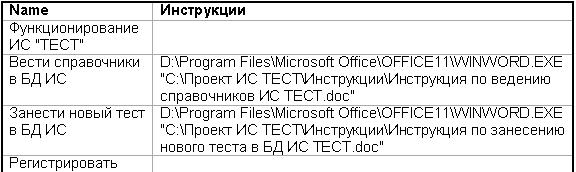 Name Инструкции
Функционирование
ИС "ТЕСТ"
Вести справочники D:\Program Files\Microsoft Office\OFFICE11\WINWORD.EXE
в БД ИС "C:\Проект ИС ТЕСТ\Инструкции\Инструкция по ведению
справочников ИС ТЕСТ.doc"
Занести новый тест D:\Program Files\Microsoft Office\OFFICE11\WINWORD.EXE
в БД ИС "C:\Проект ИС ТЕСТ\Инструкции\Инструкция по занесению
нового теста в БД ИС ТЕСТ.doc"
Регистрировать